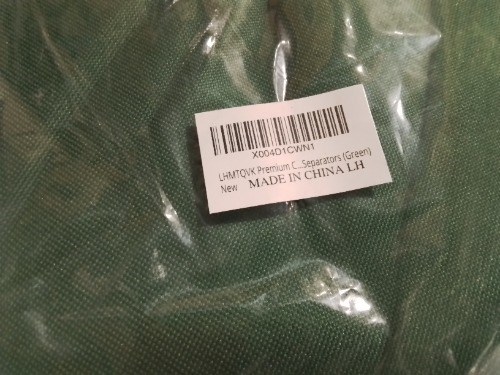 X004D1CWN1
LHMTQVK Premium C...Separators (Green)
New MADE IN CHINA LH